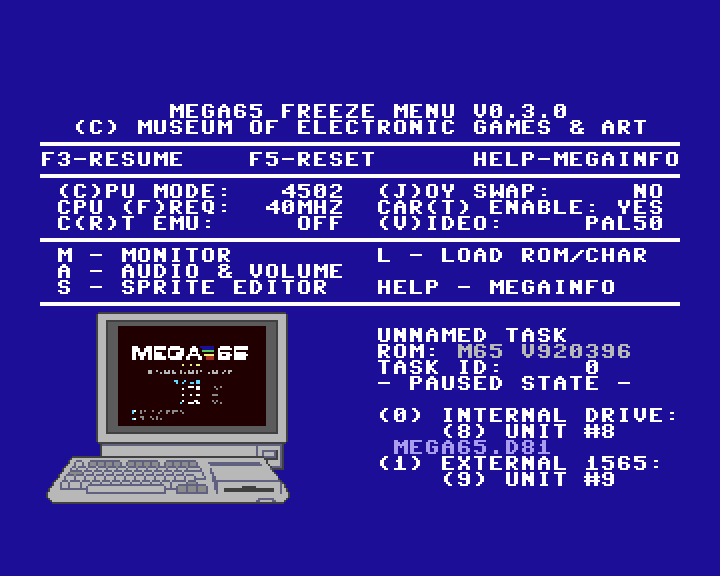 MEGA65 FREEZE MENU V0.3.0
(C) MUSEUM OF ELECTRONIC GAMES & ART
F3-RESUME F5-RESET HELP-MEGAINFO
(C)PU MODE: 4502 (J)OY SWAP: NO
CPU (F)REQ: 40MHZ CAR(T) ENABLE: YES
C(R)T EMU: OFF (V)IDEO: PAL50
M - MONITOR L - LOAD ROM/CHAR
A - AUDIO & VOLUME
S - SPRITE EDITOR HELP - MEGAINFO
UNNAMED TASK
ROM: M65 V920396
TASK ID: 0
- PAUSED STATE -
(0) INTERNAL DRIVE:
(8) UNIT #8
MEGA65.D81
(1) EXTERNAL 1565:
(9) UNIT #9
MEGA 65